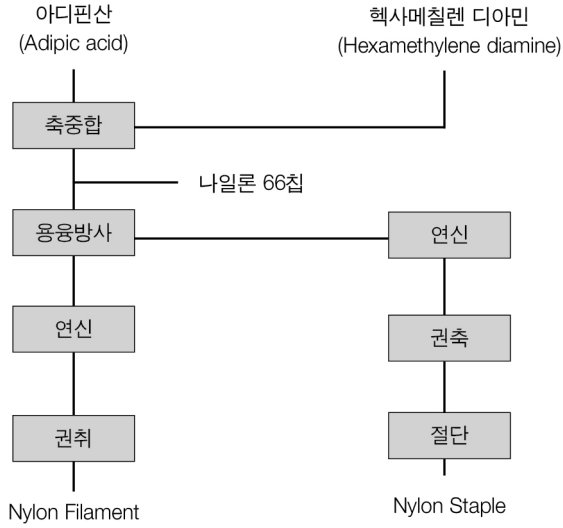 아디핀산
(Adipic acid)
헥사메칠렌 디아민
(Hexamethylene diamine)
축중합
나일론 66칩
용융방사
연신
연신
권축
권취
절단
Nylon Filament
Nylon Staple